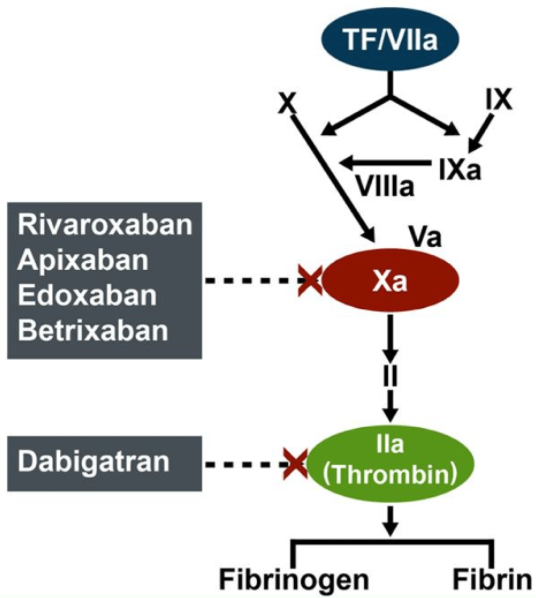 TF/VIIa
X
IX
IXa
VIIIa
Va
Rivaroxaban
Apixaban
Edoxaban
Betrixaban
Xa
II
IIa
(Thrombin)
Dabigatran
Fibrinogen
Fibrin